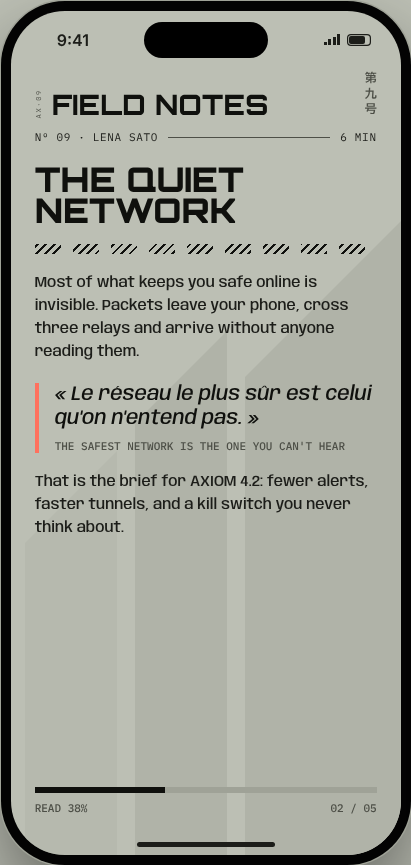 9:41
第九号
AX-09
FIELD NOTES
Nº 09 · LENA SATO
6 MIN
THE QUIET
NETWORK
Most of what keeps you safe online is
invisible. Packets leave your phone, cross
three relays and arrive without anyone
reading them.
« Le réseau le plus sûr est celui
qu'on n'entend pas. »
THE SAFEST NETWORK IS THE ONE YOU CAN'T HEAR
That is the brief for AXIOM 4.2: fewer alerts,
faster tunnels, and a kill switch you never
think about.
READ 38%
02 / 05